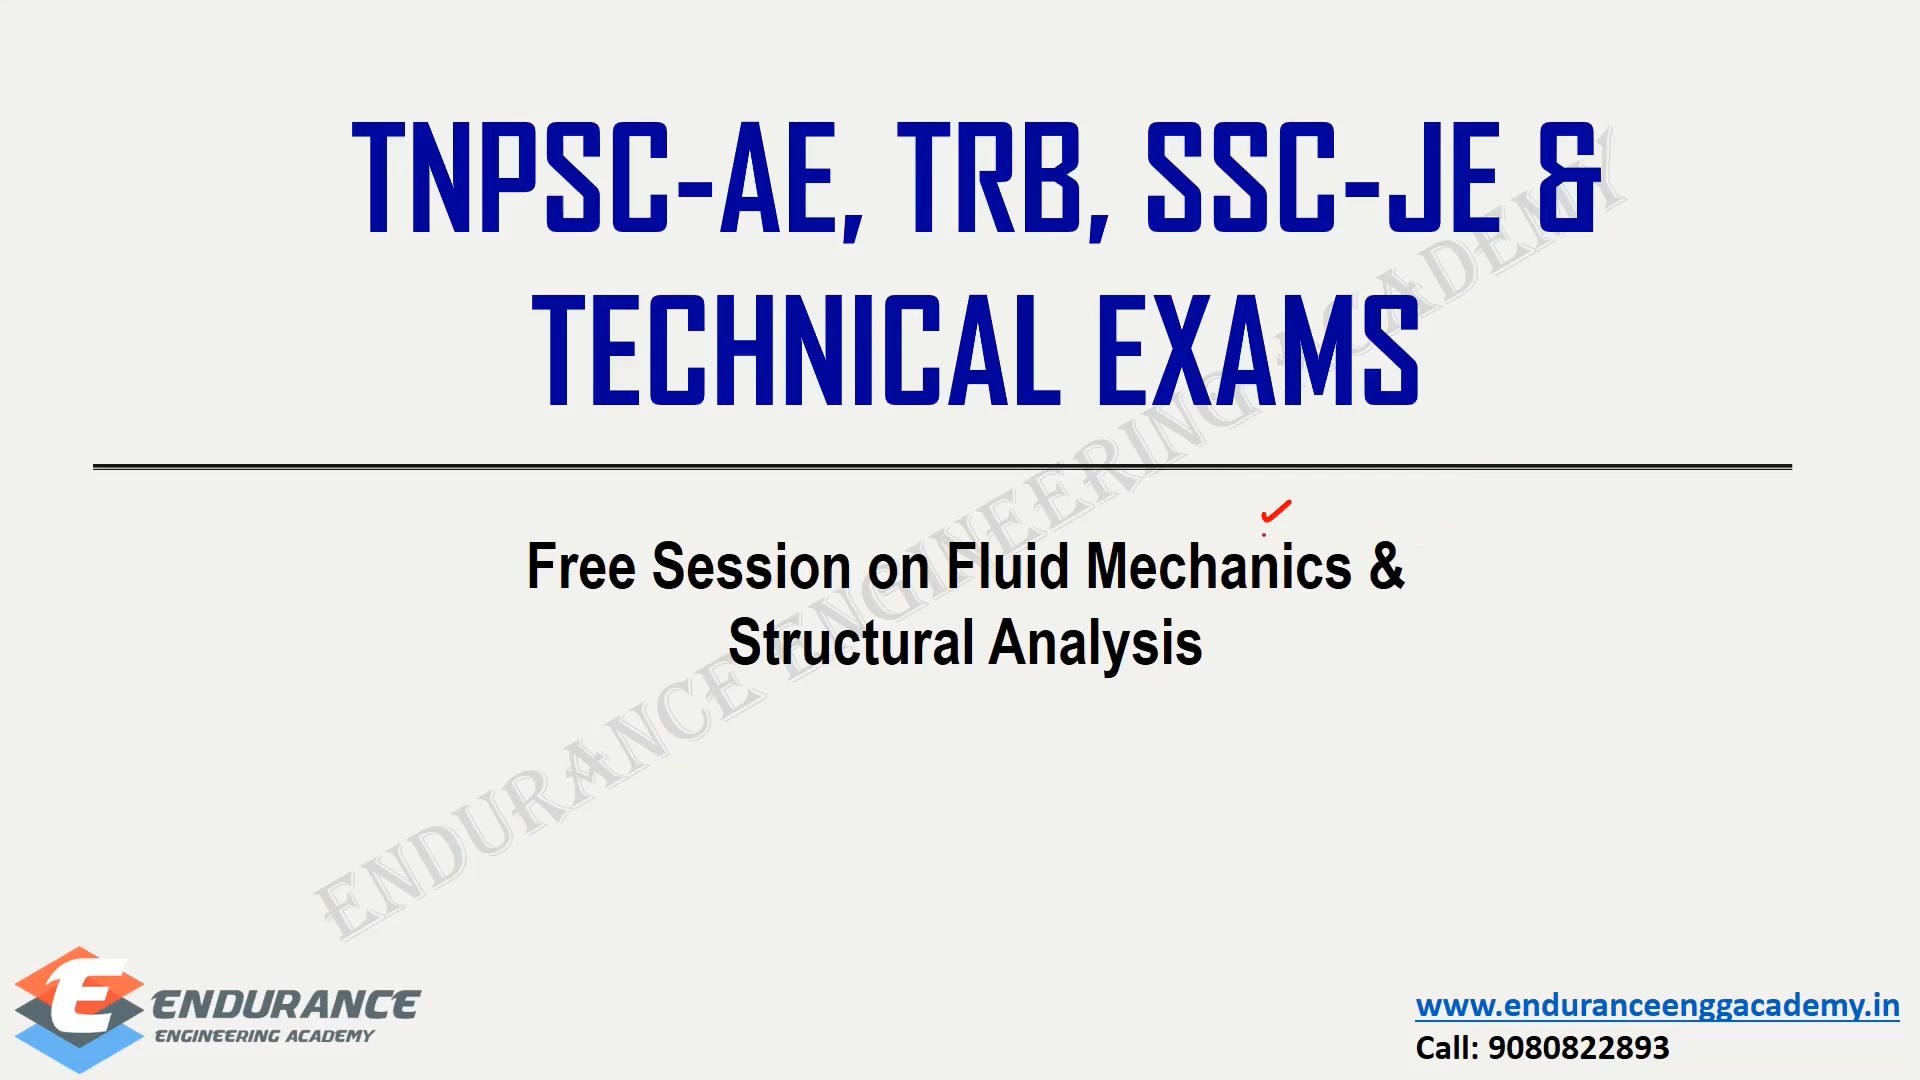 TNPSC-AE, TRB, SSC-JE &
TECHNICAL EXAMS
Free Session on Fluid Mechanics &
Structural Analysis
ENDURANCE ENGINEERING ACADEMY
E ENDURANCE
ENGINEERING ACADEMY
www.enduranceenggacademy.in
Call: 9080822893